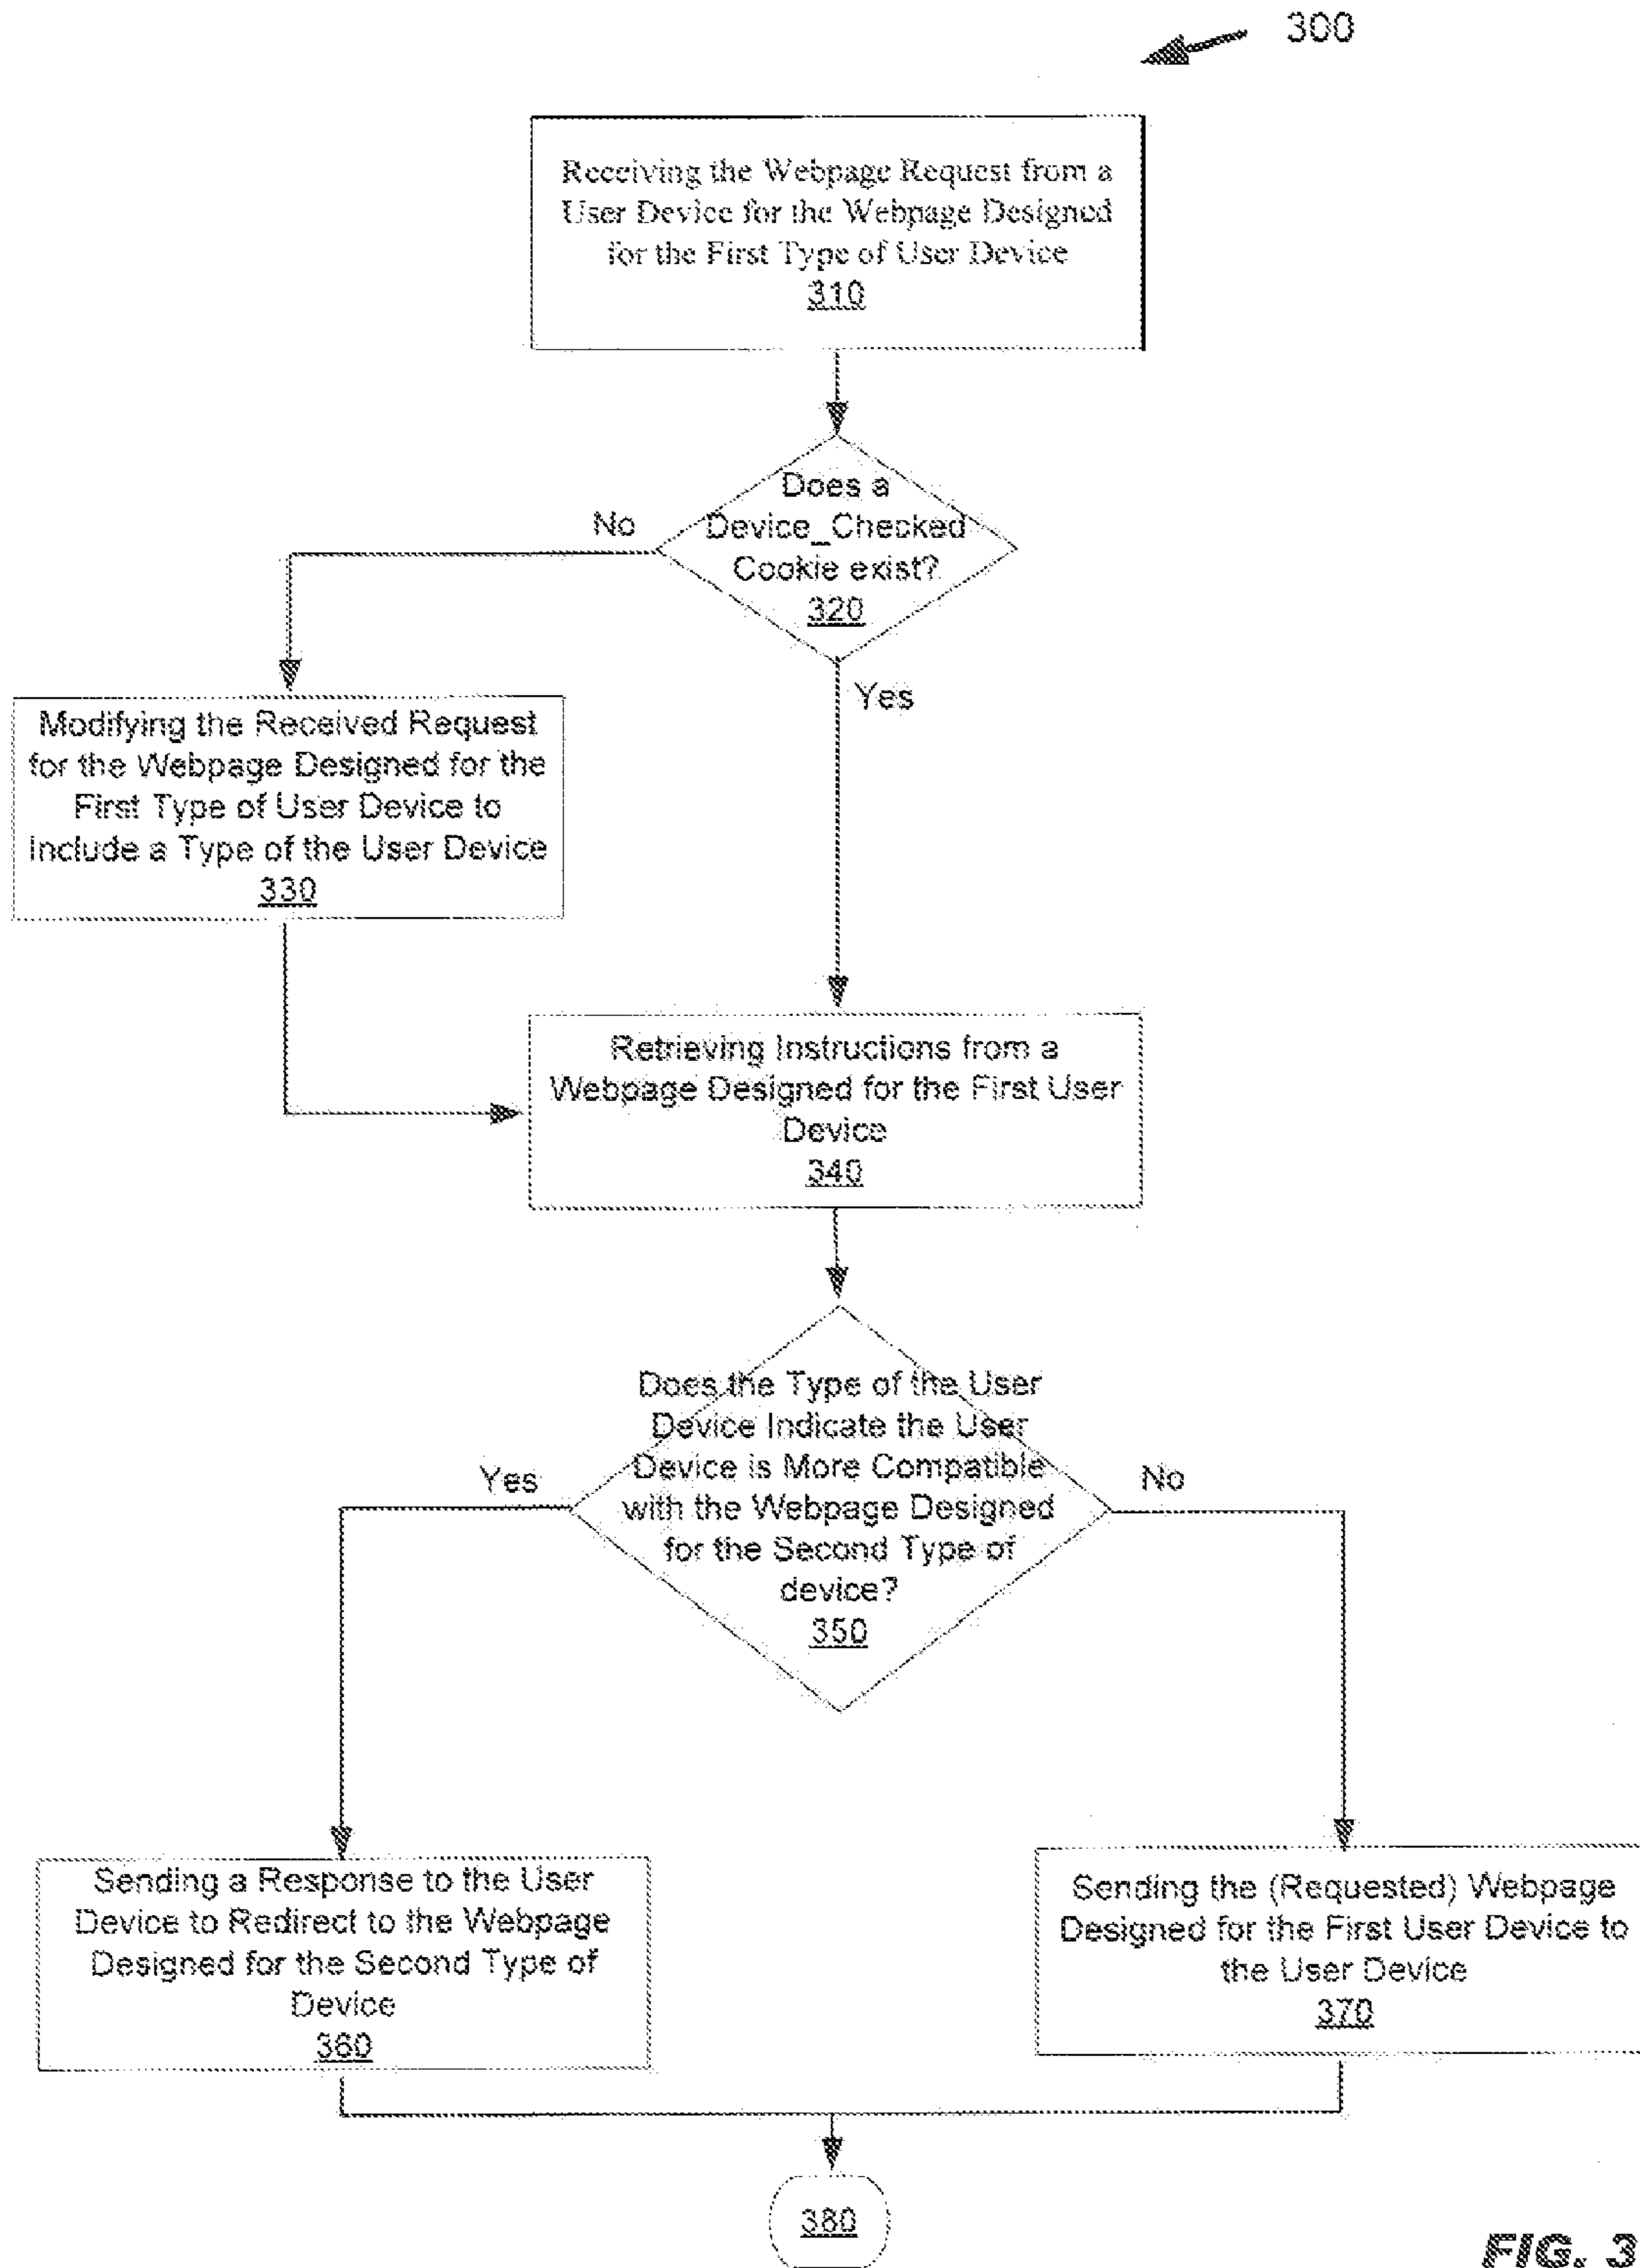 300
Receiving the Webpage Request from a
User Device for the Webpage Designed
for the First Type of User Device
310
Does a
Device_Checked
Cookie exist?
320
No
Yes
Modifying the Received Request
for the Webpage Designed for the
First Type of User Device to
Include a Type of the User Device
330
Retrieving Instructions from a
Webpage Designed for the First User
Device
340
Does the Type of the User
Device Indicate the User
Device is More Compatible
with the Webpage Designed
for the Second Type of
device?
350
Yes
No
Sending a Response to the User
Device to Redirect to the Webpage
Designed for the Second Type of
Device
360
Sending the (Requested) Webpage
Designed for the First User Device to
the User Device
370
380
FIG. 3